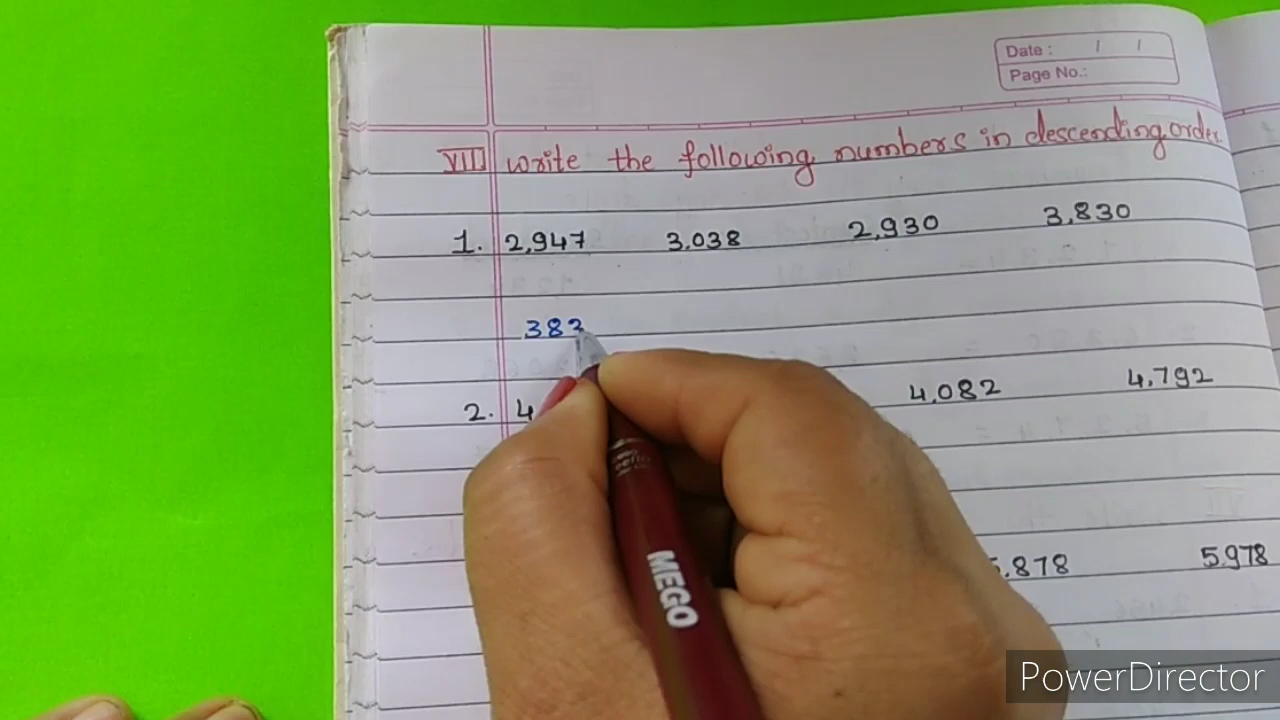 Date : / /
Page No.:
VII write the following numbers in descending order
1. 2,947 3,038 2,930 3,830
383
2. 4 4,082 4,792
5.878 5,978
MEGO
PowerDirector